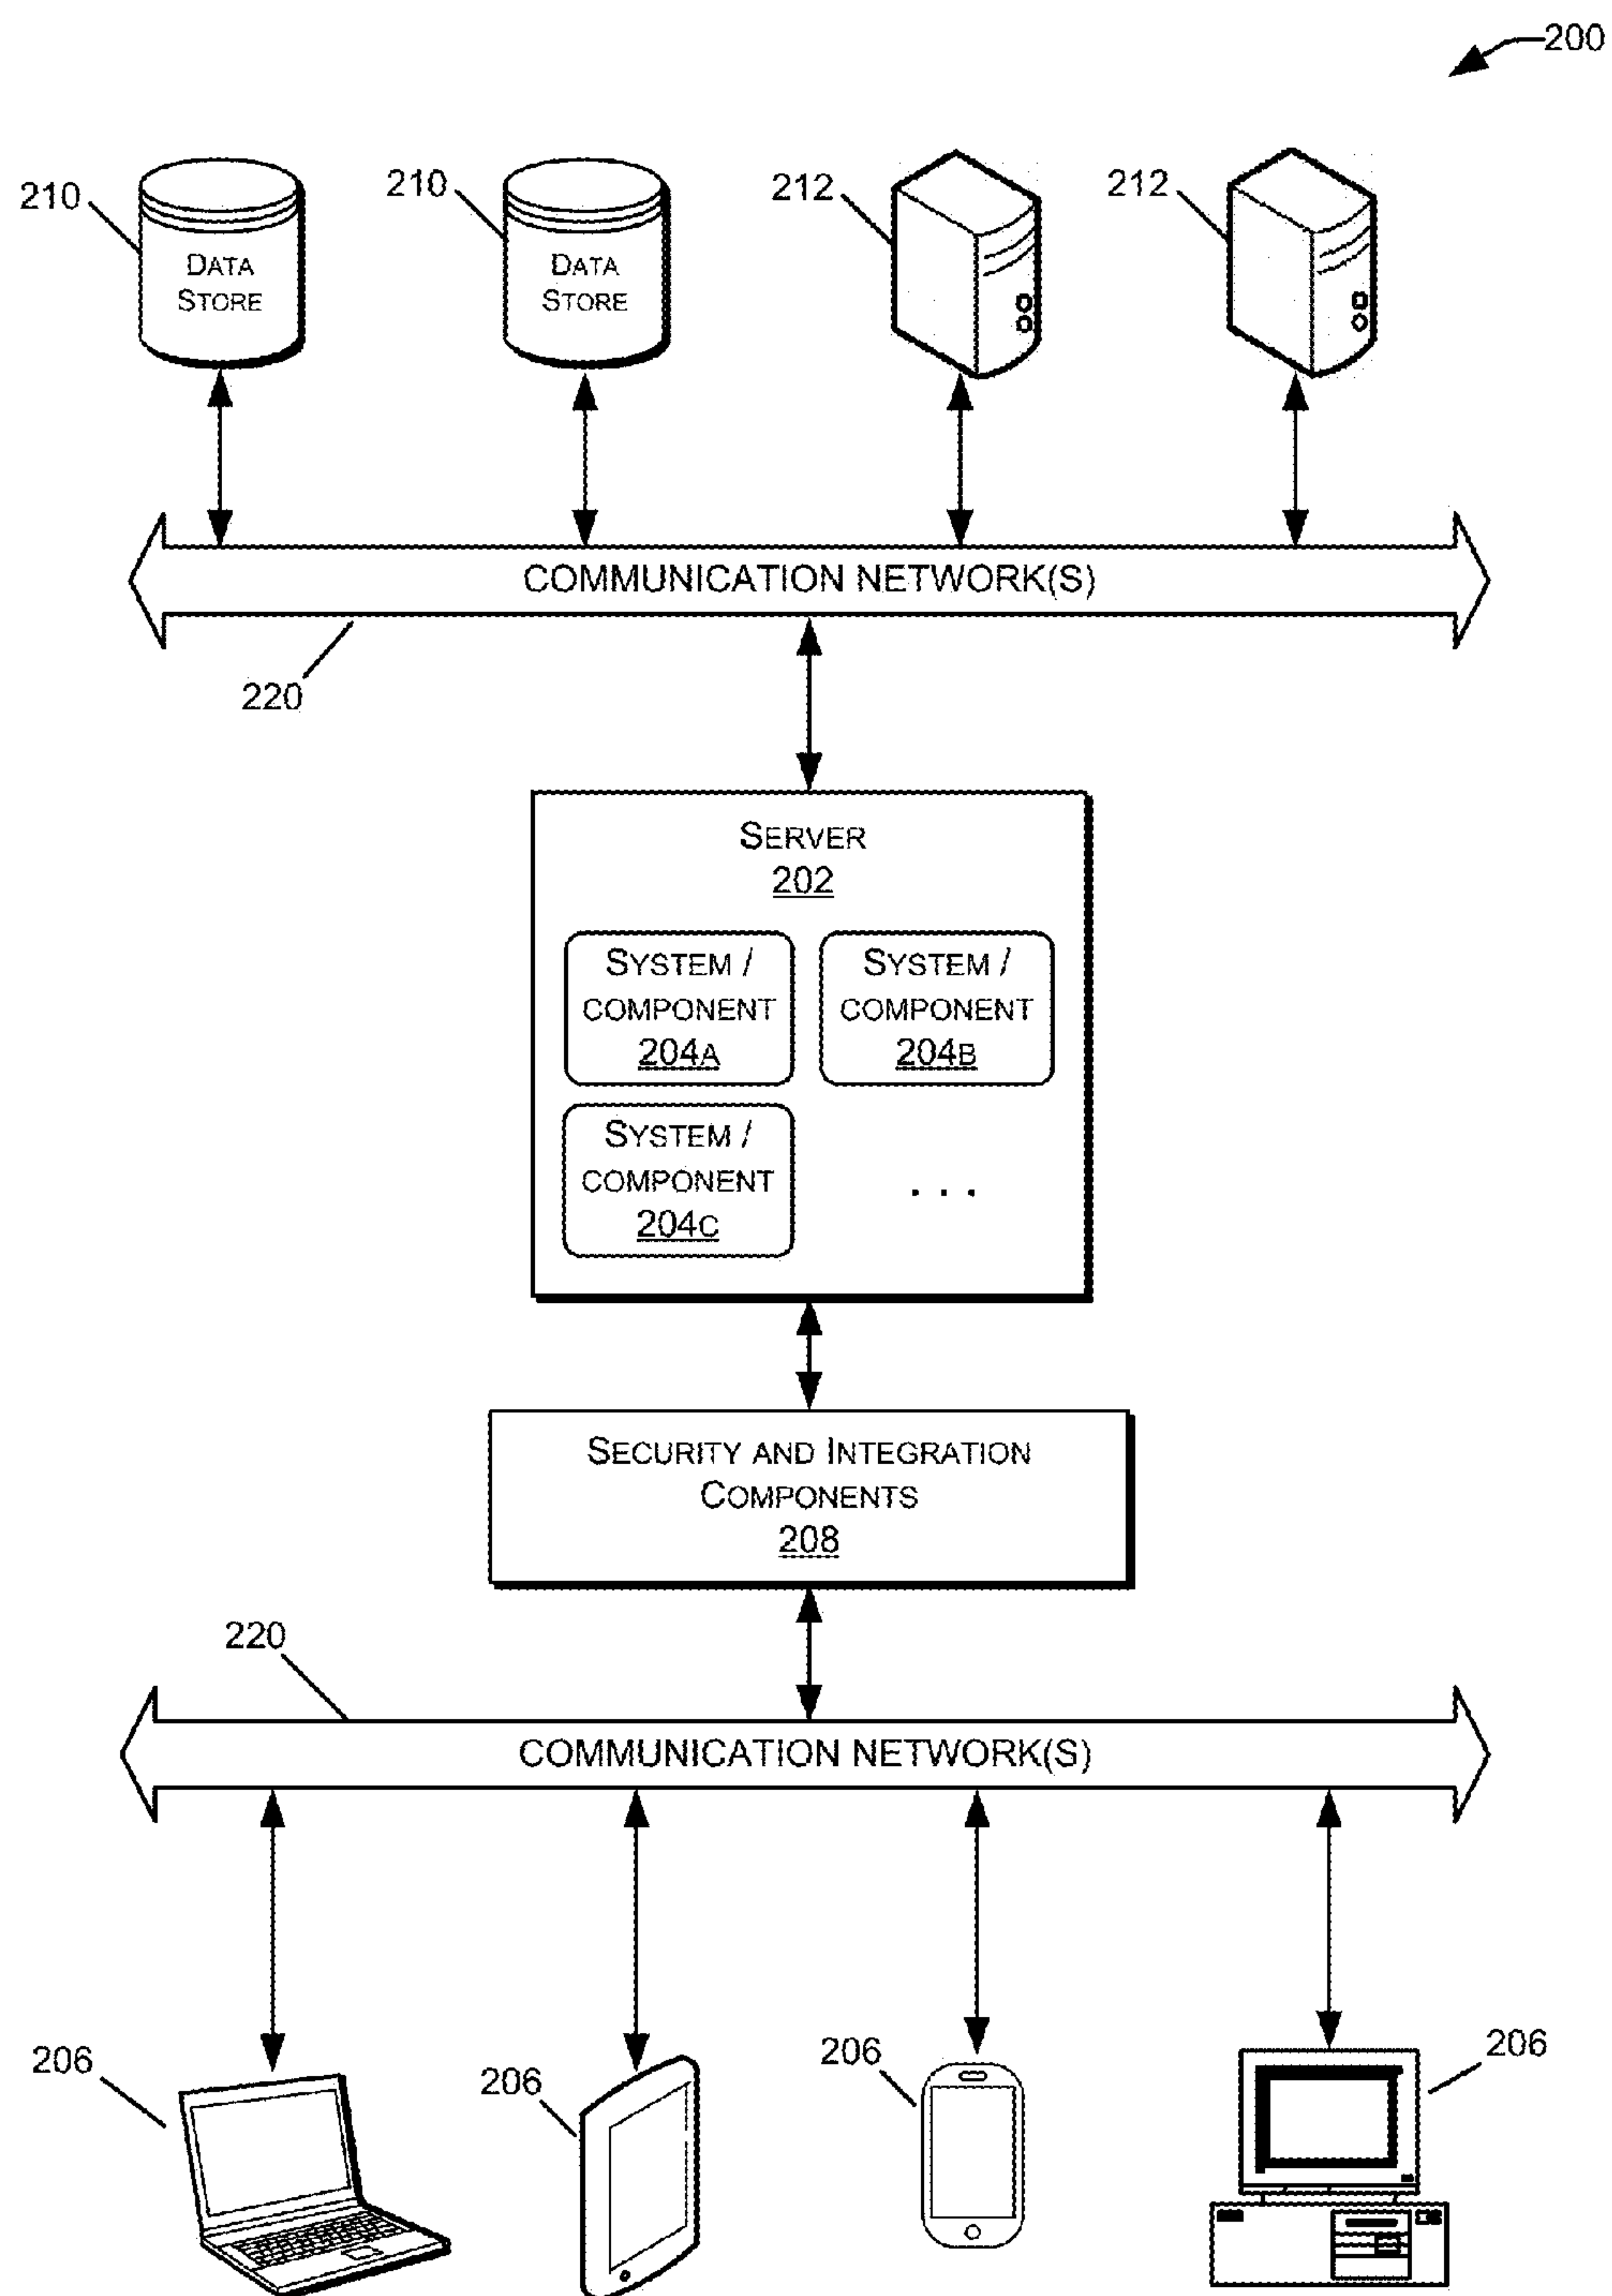 200
210
210
212
212
DATA
STORE
DATA
STORE
COMMUNICATION NETWORK(S)
220
SERVER
202
SYSTEM /
COMPONENT
204A
SYSTEM /
COMPONENT
204B
SYSTEM /
COMPONENT
204C
. . .
SECURITY AND INTEGRATION
COMPONENTS
208
220
COMMUNICATION NETWORK(S)
206
206
206
206